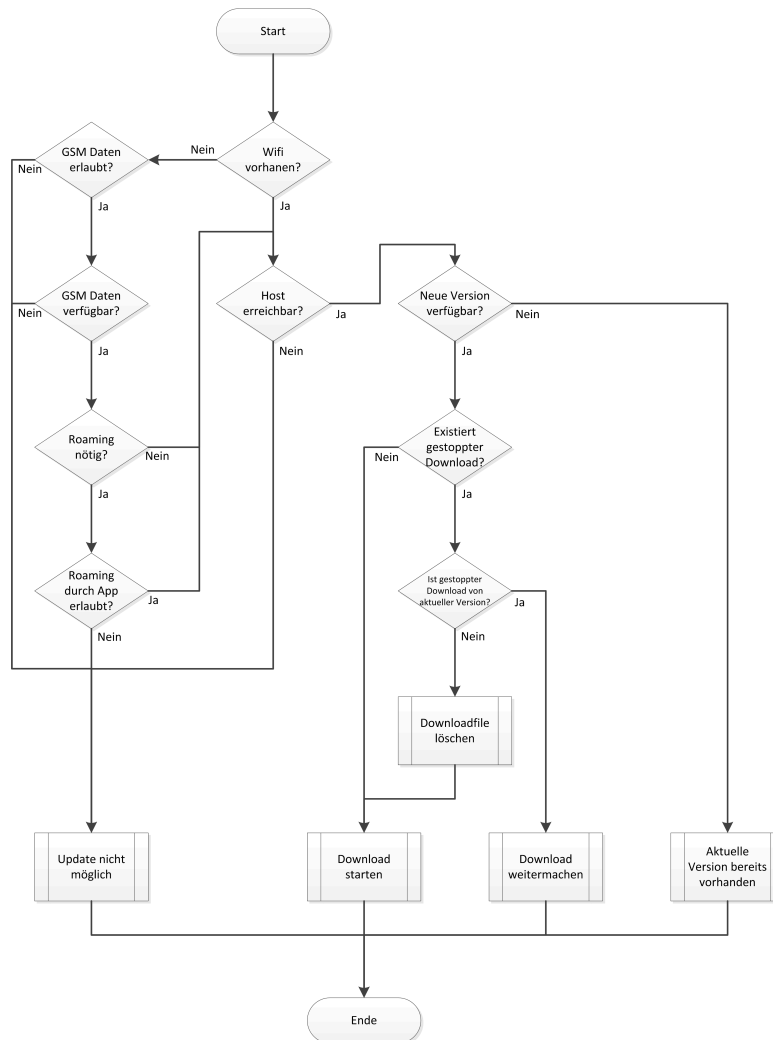 Start
Wifi
vorhanen?
Nein
Ja
GSM Daten
erlaubt?
Nein
Ja
GSM Daten
verfügbar?
Nein
Ja
Host
erreichbar?
Ja
Nein
Neue Version
verfügbar?
Nein
Ja
Roaming
nötig?
Nein
Ja
Existiert
gestoppter
Download?
Nein
Ja
Roaming
durch App
erlaubt?
Ja
Nein
Ist gestoppter
Download von
aktueller Version?
Ja
Nein
Downloadfile
löschen
Update nicht
möglich
Download
starten
Download
weitermachen
Aktuelle
Version bereits
vorhanden
Ende